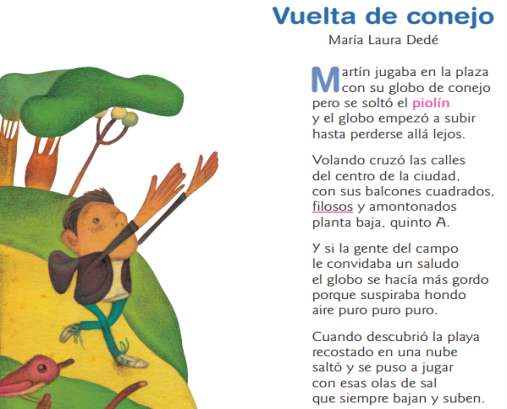 Vuelta de conejo
María Laura Dedé
Martín jugaba en la plaza
con su globo de conejo
pero se soltó el piolín
y el globo empezó a subir
hasta perderse allá lejos.
Volando cruzó las calles
del centro de la ciudad,
con sus balcones cuadrados,
filosos y amontonados
planta baja, quinto A.
Y si la gente del campo
le convidaba un saludo
el globo se hacía más gordo
porque suspiraba hondo
aire puro puro puro.
Cuando descubrió la playa
recostado en una nube
saltó y se puso a jugar
con esas olas de sal
que siempre bajan y suben.